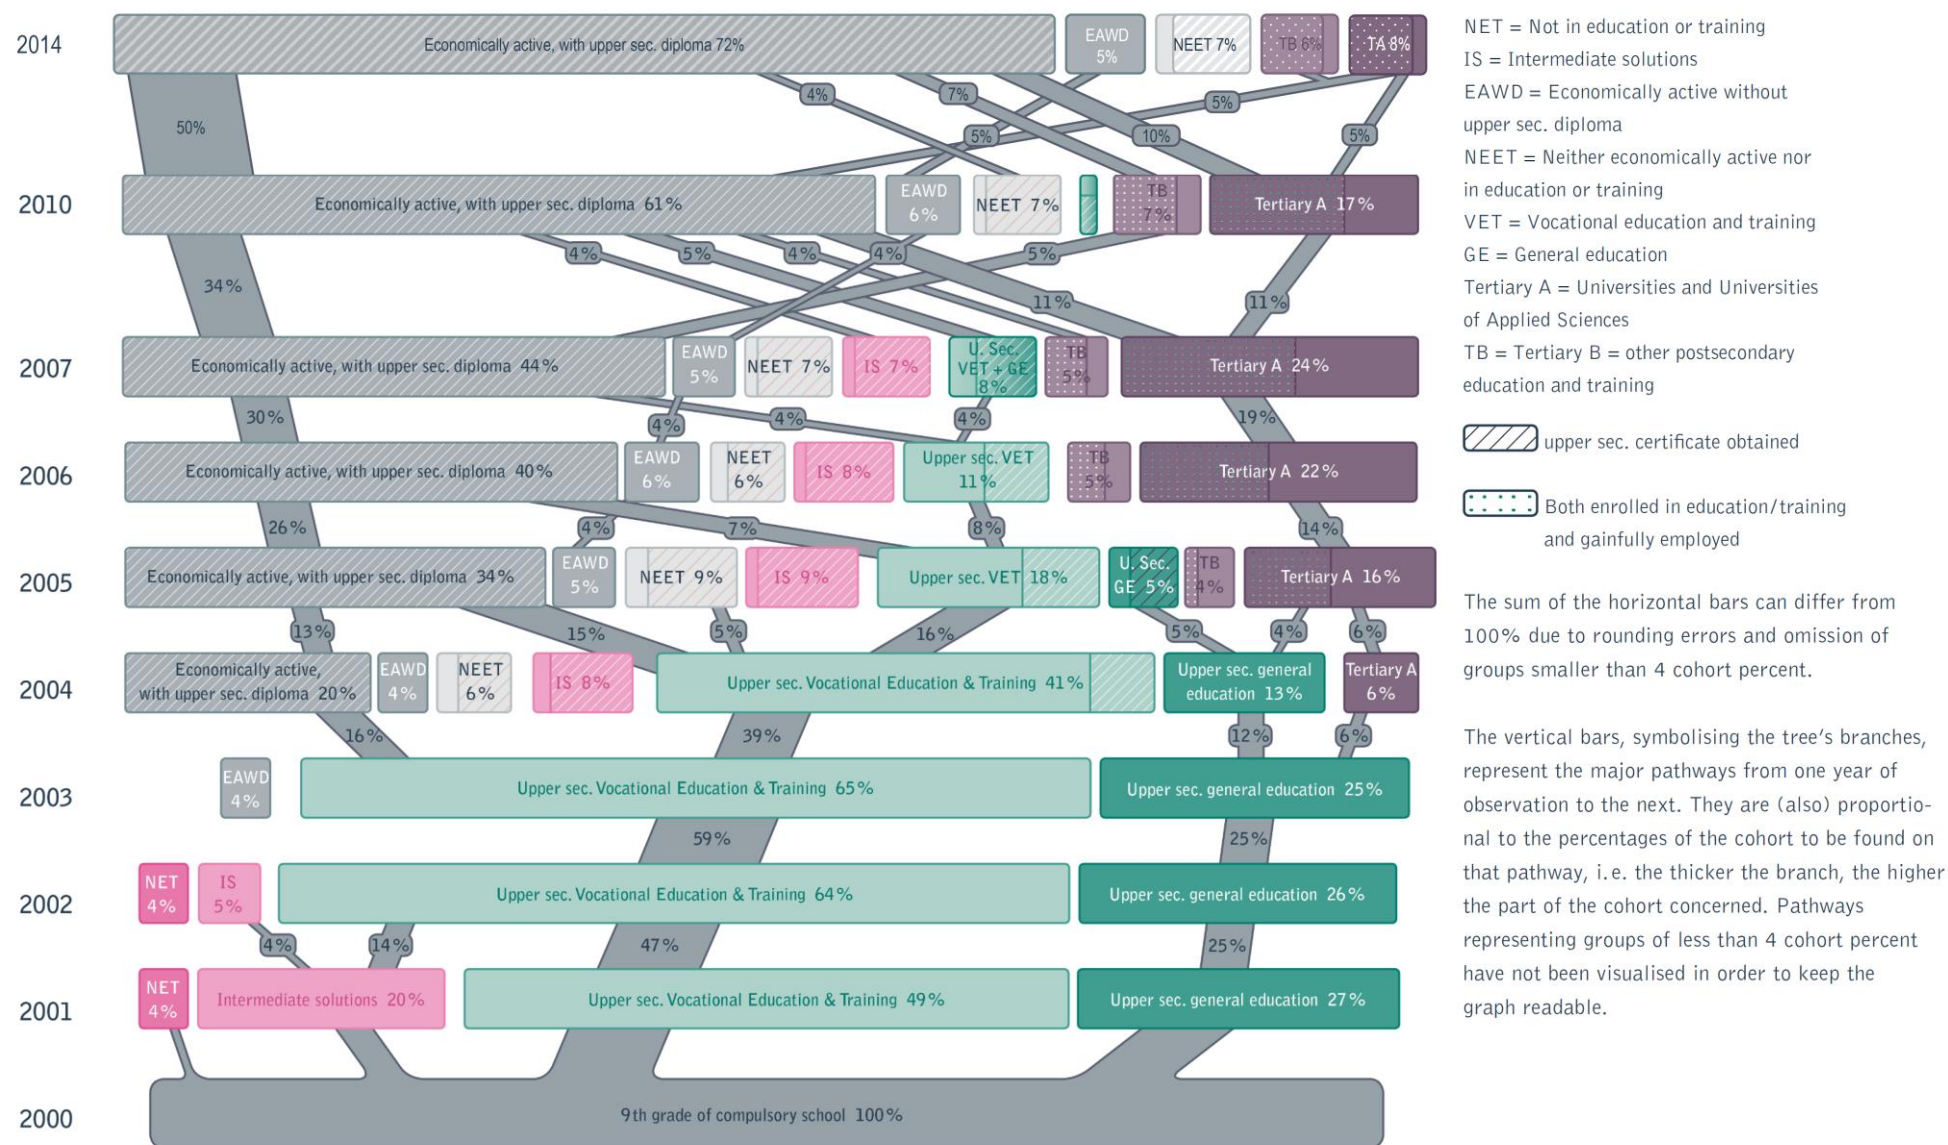 2014
Economically active, with upper sec. diploma 72%
EAWD
5%
NEET 7%
TB 6%
TA 8%
4%
7%
5%
50%
5%
10%
5%
2010
Economically active, with upper sec. diploma 61%
EAWD
6%
NEET 7%
TB
7%
Tertiary A 17%
4%
5%
4%
4%
5%
34%
11%
11%
2007
Economically active, with upper sec. diploma 44%
EAWD
5%
NEET 7%
IS 7%
U. Sec.
VET + GE
8%
TB
5%
Tertiary A 24%
30%
4%
4%
4%
19%
2006
Economically active, with upper sec. diploma 40%
EAWD
6%
NEET
6%
IS 8%
Upper sec. VET
11%
TB
5%
Tertiary A 22%
26%
4%
7%
8%
14%
2005
Economically active, with upper sec. diploma 34%
EAWD
5%
NEET 9%
IS 9%
Upper sec. VET 18%
U. Sec.
GE 5%
TB
4%
Tertiary A 16%
13%
15%
5%
16%
5%
4%
6%
2004
Economically active,
with upper sec. diploma 20%
EAWD
4%
NEET
6%
IS 8%
Upper sec. Vocational Education & Training 41%
Upper sec. general
education 13%
Tertiary A
6%
16%
39%
12%
6%
2003
EAWD
4%
Upper sec. Vocational Education & Training 65%
Upper sec. general education 25%
59%
25%
2002
NET
4%
IS
5%
Upper sec. Vocational Education & Training 64%
Upper sec. general education 26%
4%
14%
47%
25%
2001
NET
4%
Intermediate solutions 20%
Upper sec. Vocational Education & Training 49%
Upper sec. general education 27%
2000
9th grade of compulsory school 100%
NET = Not in education or training
IS = Intermediate solutions
EAWD = Economically active without
upper sec. diploma
NEET = Neither economically active nor
in education or training
VET = Vocational education and training
GE = General education
Tertiary A = Universities and Universities
of Applied Sciences
TB = Tertiary B = other postsecondary
education and training
upper sec. certificate obtained
Both enrolled in education/training
and gainfully employed
The sum of the horizontal bars can differ from
100% due to rounding errors and omission of
groups smaller than 4 cohort percent.
The vertical bars, symbolising the tree's branches,
represent the major pathways from one year of
observation to the next. They are (also) proportio-
nal to the percentages of the cohort to be found on
that pathway, i.e. the thicker the branch, the higher
the part of the cohort concerned. Pathways
representing groups of less than 4 cohort percent
have not been visualised in order to keep the
graph readable.